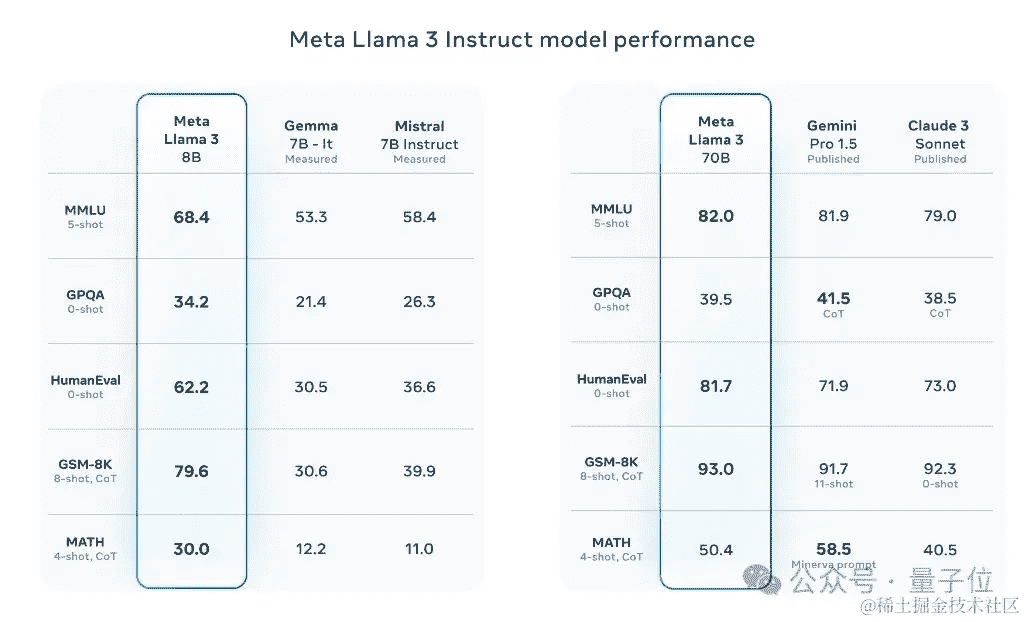 Meta Llama 3 Instruct model performance
Meta
Llama 3
8B
Gemma
7B - It
Measured
Mistral
7B Instruct
Measured
MMLU
5-shot
68.4
53.3
58.4
GPQA
0-shot
34.2
21.4
26.3
HumanEval
0-shot
62.2
30.5
36.6
GSM-8K
8-shot, CoT
79.6
30.6
39.9
MATH
4-shot, CoT
30.0
12.2
11.0
Meta
Llama 3
70B
Gemini
Pro 1.5
Published
Claude 3
Sonnet
Published
MMLU
5-shot
82.0
81.9
79.0
GPQA
0-shot
39.5
41.5
CoT
38.5
CoT
HumanEval
0-shot
81.7
71.9
73.0
GSM-8K
8-shot, CoT
93.0
91.7
11-shot
92.3
0-shot
MATH
4-shot, CoT
50.4
58.5
Minerva prompt
40.5
公众号 · 量子位
@稀土掘金技术社区